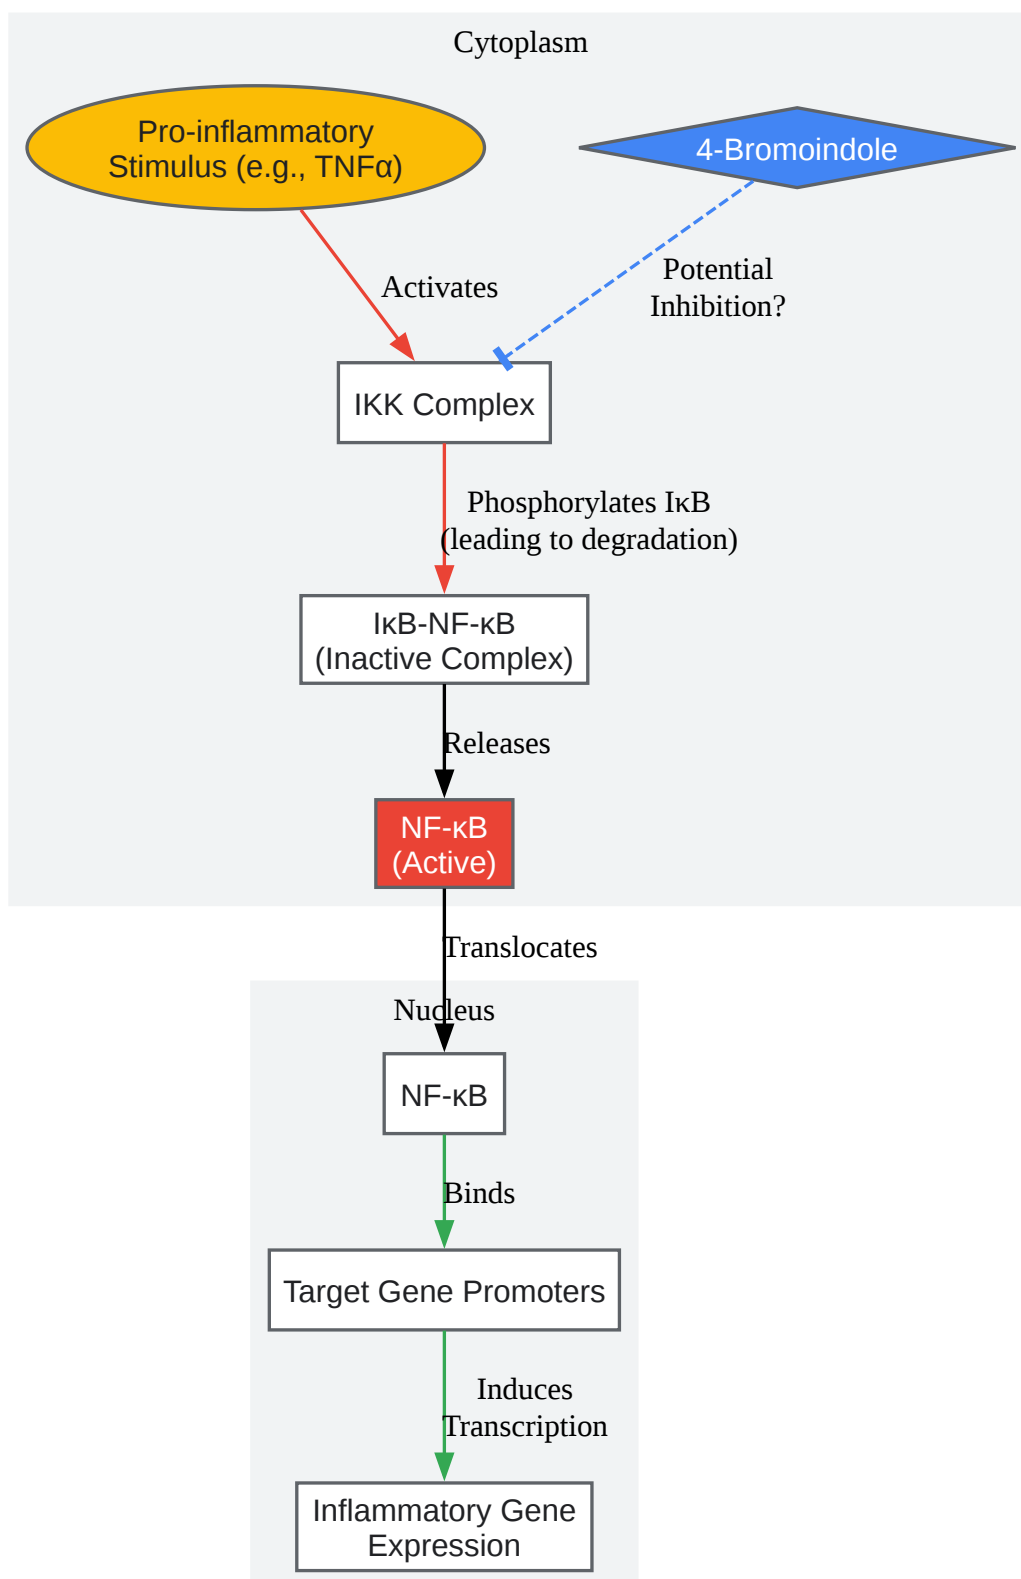 Cytoplasm
Pro-inflammatory
Stimulus (e.g., TNFα)
4-Bromoindole
Activates
Potential
Inhibition?
IKK Complex
Phosphorylates IκB
(leading to degradation)
IκB-NF-κB
(Inactive Complex)
Releases
NF-κB
(Active)
Translocates
Nucleus
NF-κB
Binds
Target Gene Promoters
Induces
Transcription
Inflammatory Gene
Expression